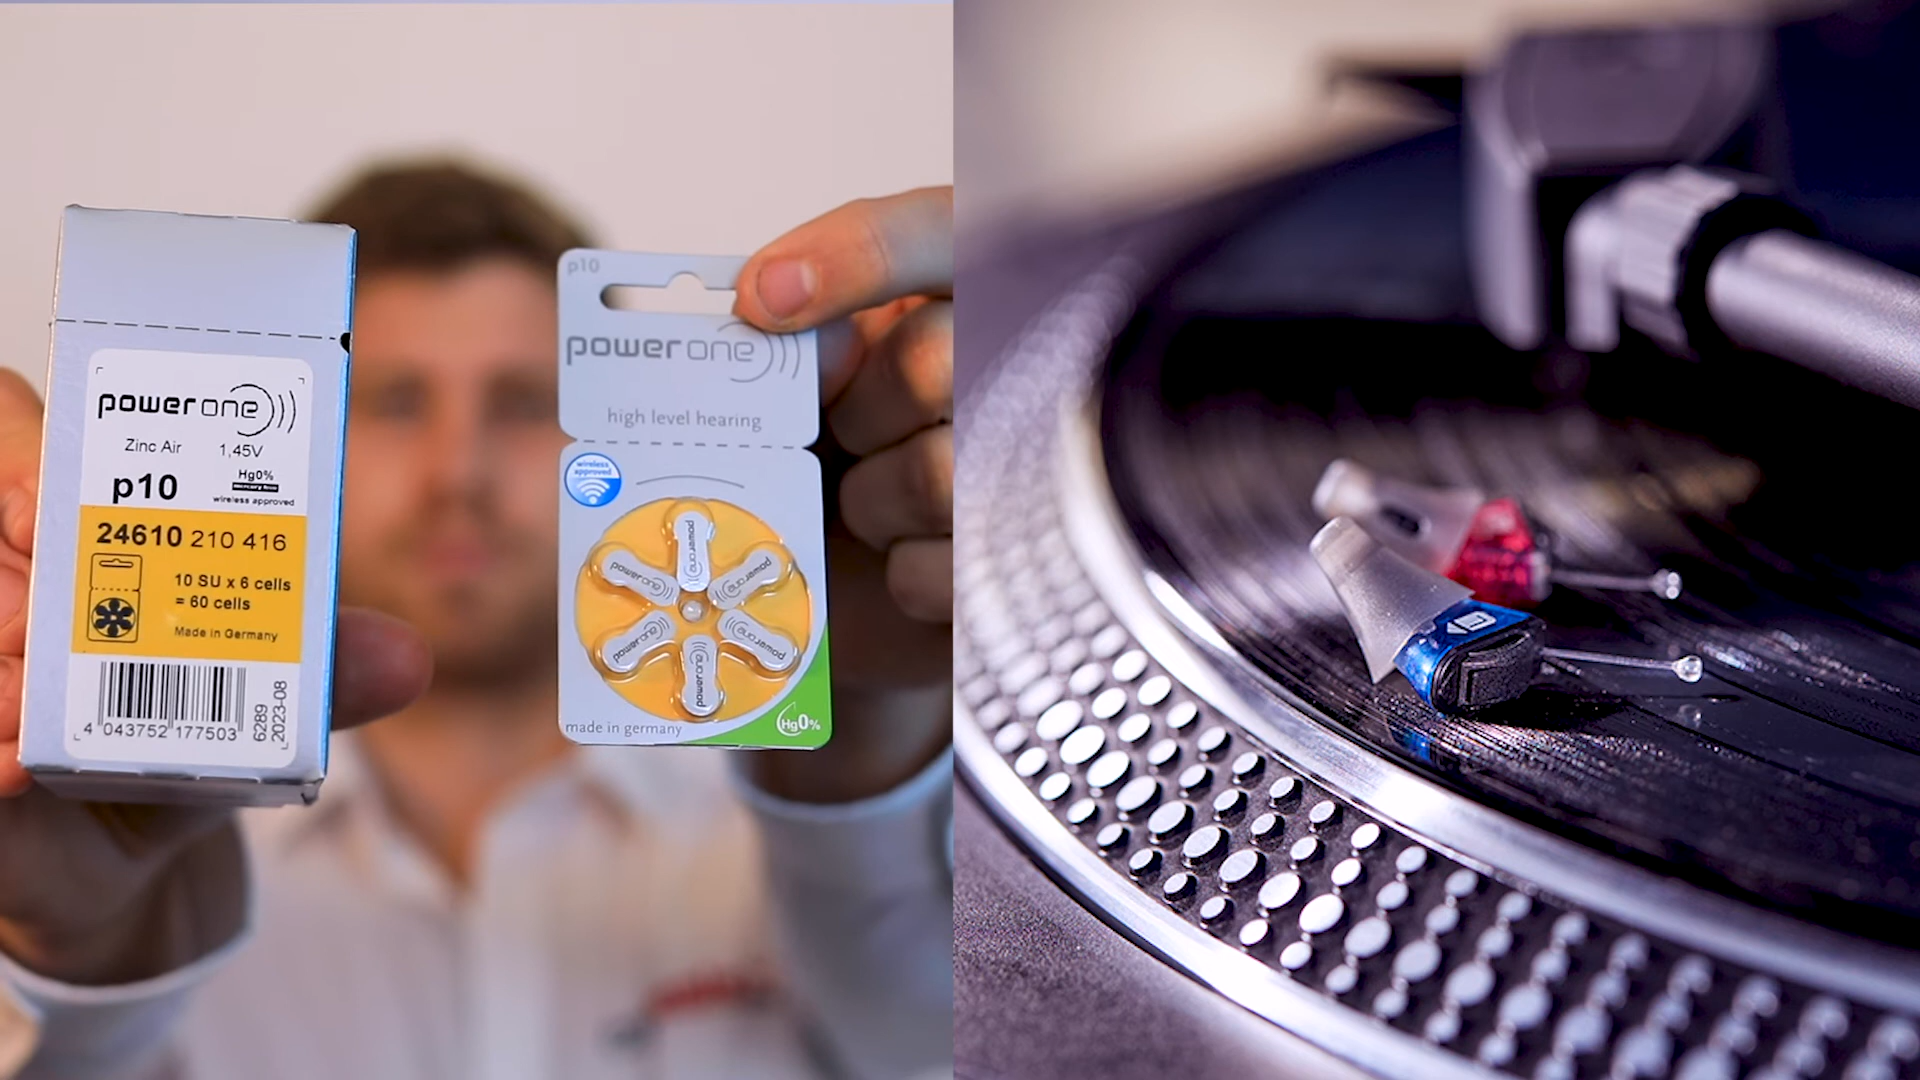 powerone
Zinc Air 1,45V
p10
Hg0%
wireless approved
24610 210 416
10 SU x 6 cells
= 60 cells
Made in Germany
4 043752 177503
6289
2023-08
p10
powerone
high level hearing
wireless
approved
powerone
powerone
powerone
powerone
powerone
powerone
made in germany
Hg0%